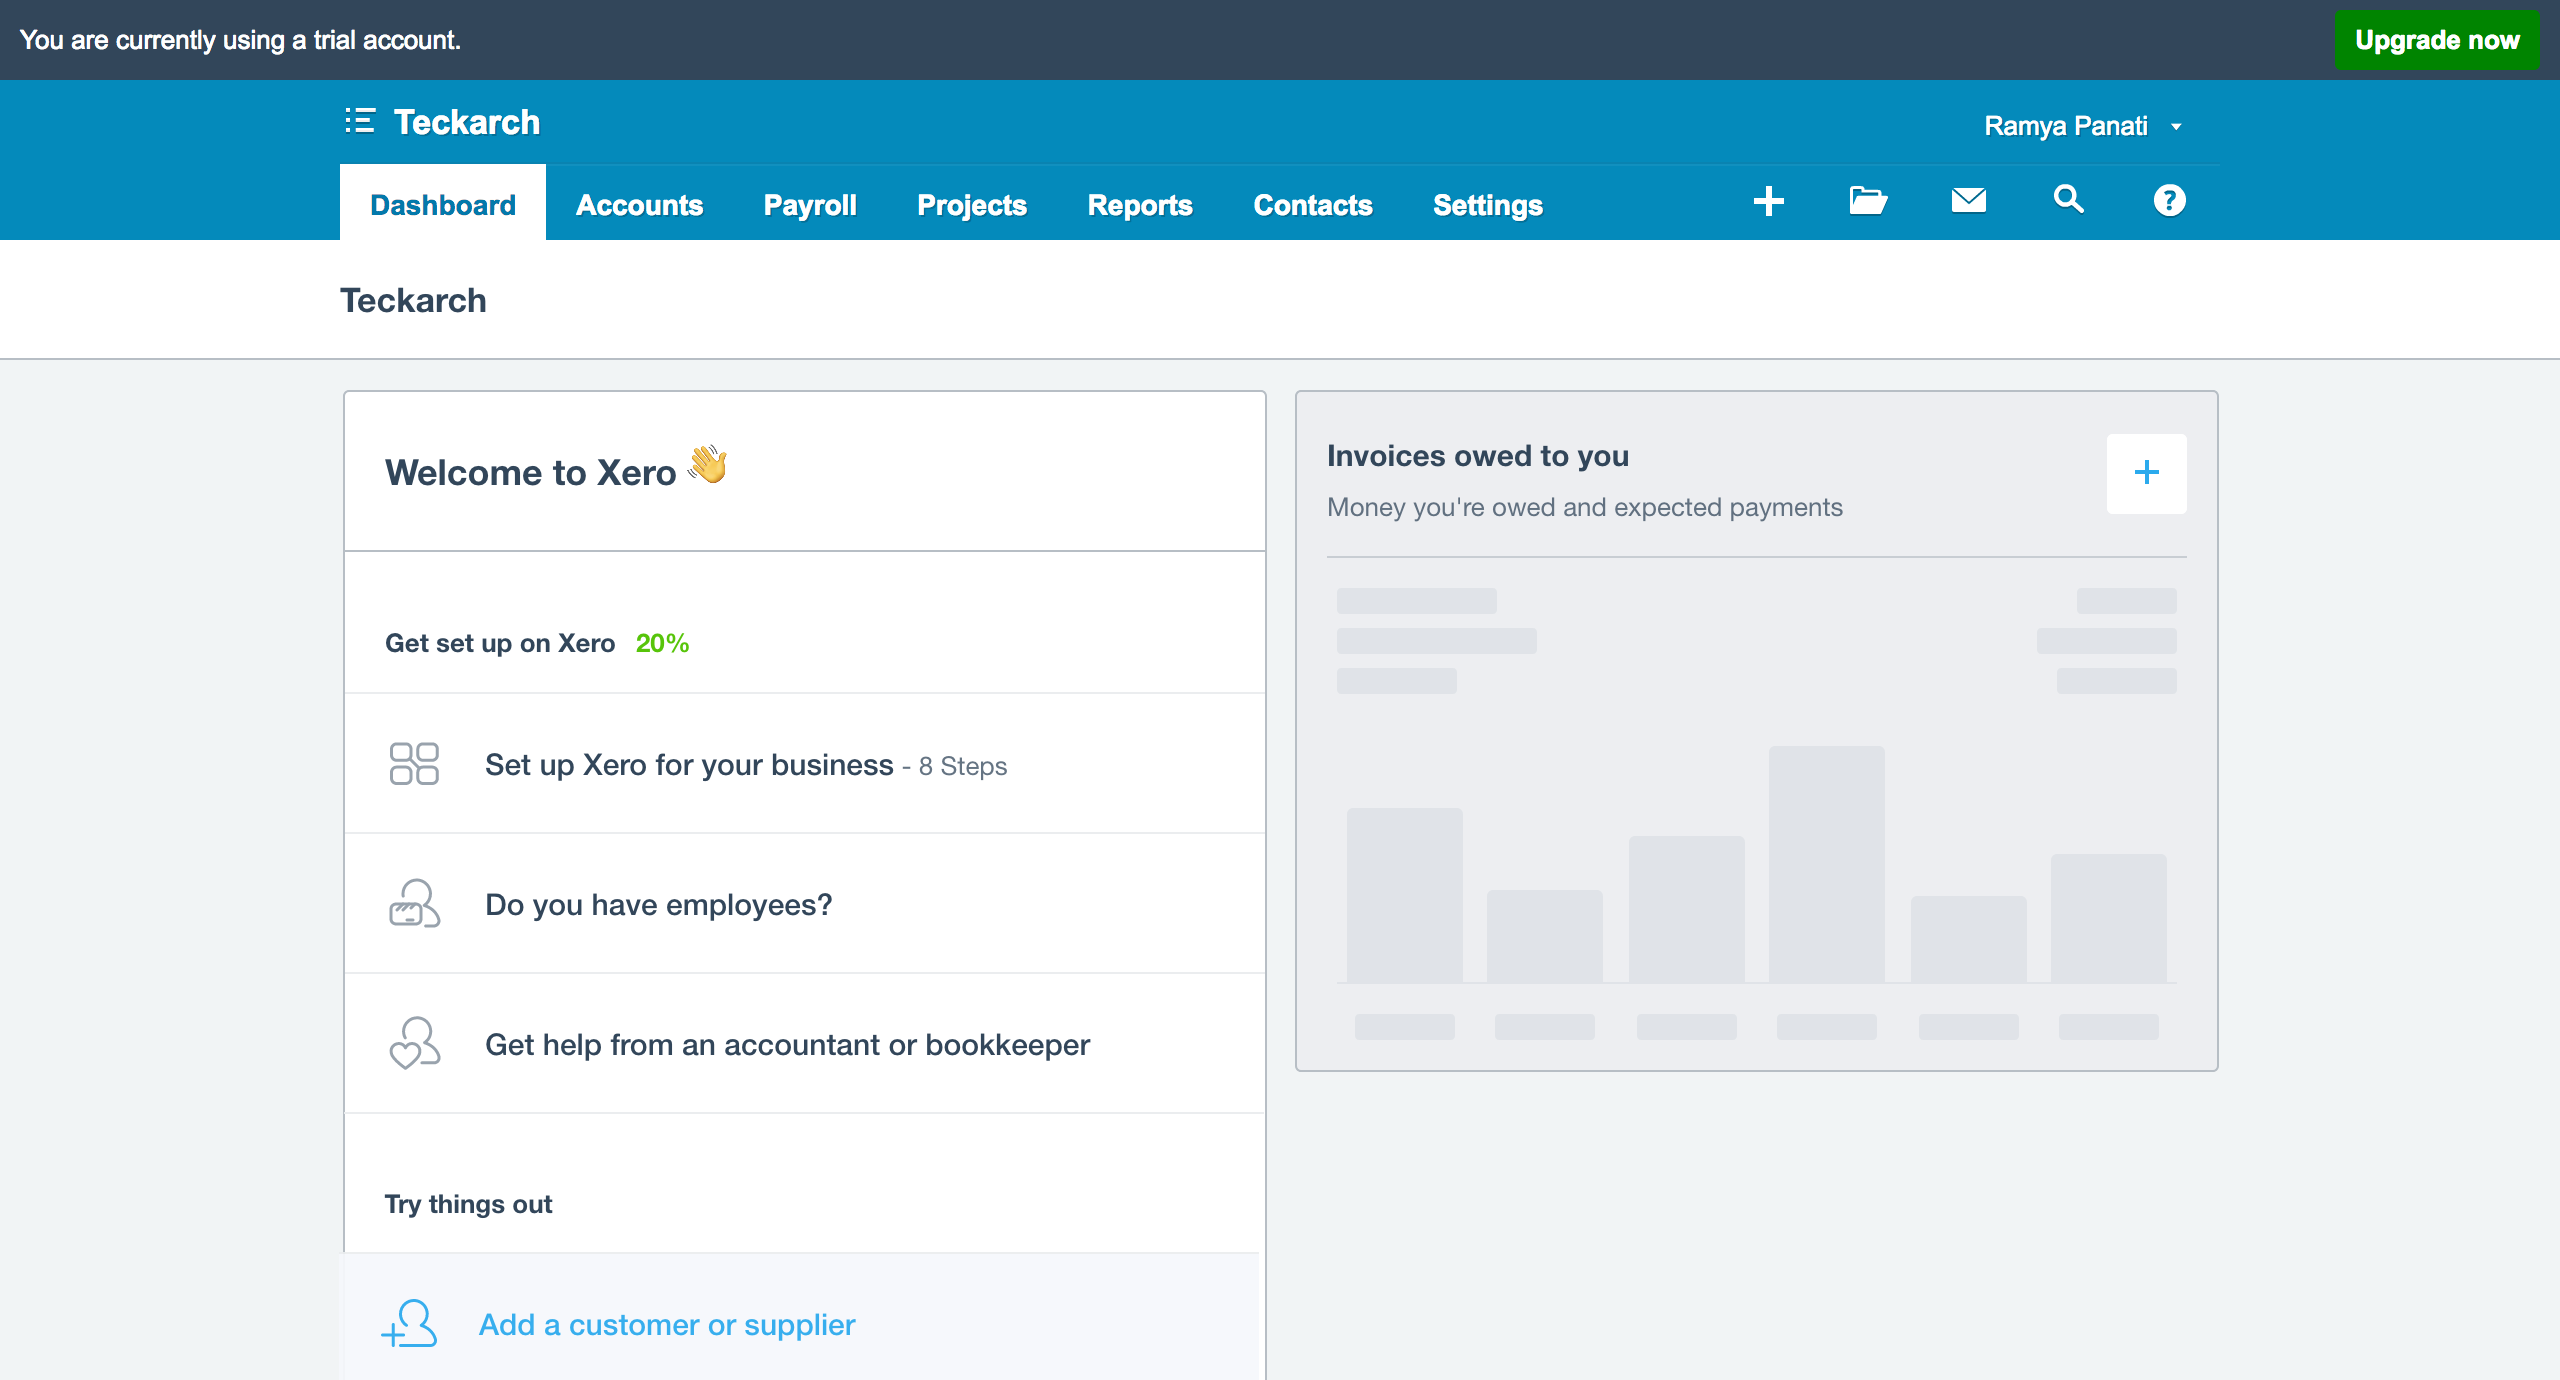 You are currently using a trial account.
Upgrade now
Teckarch
Ramya Panati
Dashboard Accounts Payroll Projects Reports Contacts Settings
Teckarch
Welcome to Xero 👋
Get set up on Xero 20%
Set up Xero for your business - 8 Steps
Do you have employees?
Get help from an accountant or bookkeeper
Try things out
Add a customer or supplier
Invoices owed to you
Money you're owed and expected payments